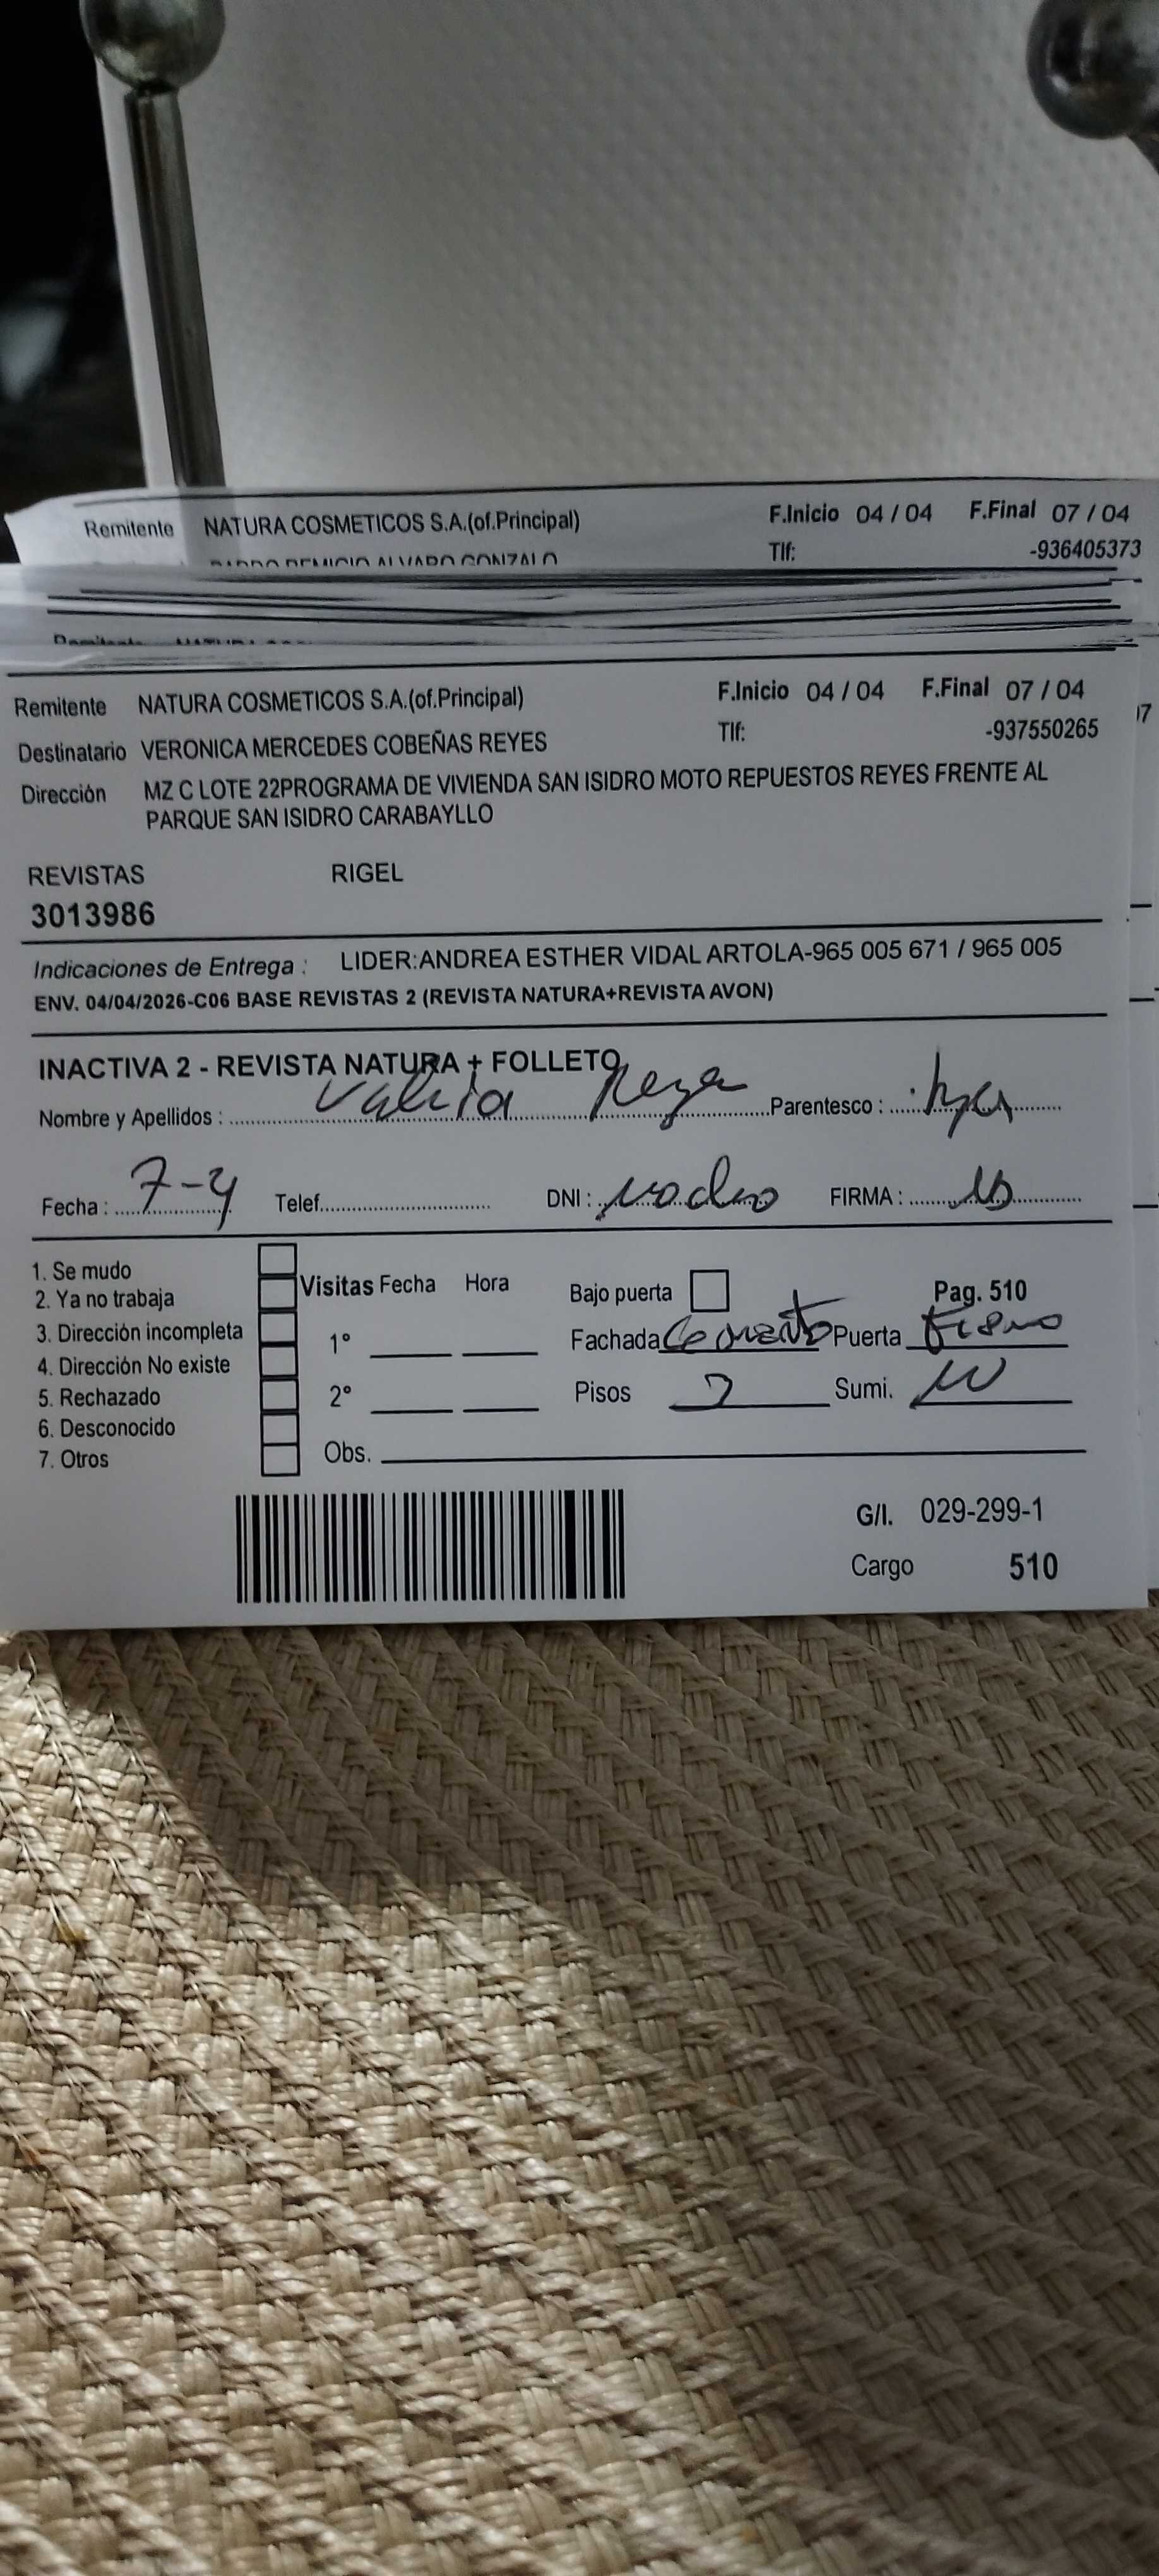 Remitente NATURA COSMETICOS S.A.(of.Principal) F.Inicio 04 / 04 F.Final 07 / 04
PARDO REMICIO ALVARO GONZALO Tlf: -936405373
Remitente NATURA COSMETICOS S.A.(of.Principal) F.Inicio 04 / 04 F.Final 07 / 04
Destinatario VERONICA MERCEDES COBEÑAS REYES Tlf: -937550265
Dirección MZ C LOTE 22PROGRAMA DE VIVIENDA SAN ISIDRO MOTO REPUESTOS REYES FRENTE AL
PARQUE SAN ISIDRO CARABAYLLO
REVISTAS RIGEL
3013986
Indicaciones de Entrega : LIDER:ANDREA ESTHER VIDAL ARTOLA-965 005 671 / 965 005
ENV. 04/04/2026-C06 BASE REVISTAS 2 (REVISTA NATURA+REVISTA AVON)
INACTIVA 2 - REVISTA NATURA + FOLLETO
Nombre y Apellidos : Parentesco :
Fecha : 7-4 Telef. DNI : FIRMA :
1. Se mudo
2. Ya no trabaja
3. Dirección incompleta
4. Dirección No existe
5. Rechazado
6. Desconocido
7. Otros
Visitas Fecha Hora
1°
2°
Obs.
Bajo puerta Pag. 510
Fachada Cemento Puerta Fierro
Pisos 2 Sumi.
G/I. 029-299-1
Cargo 510